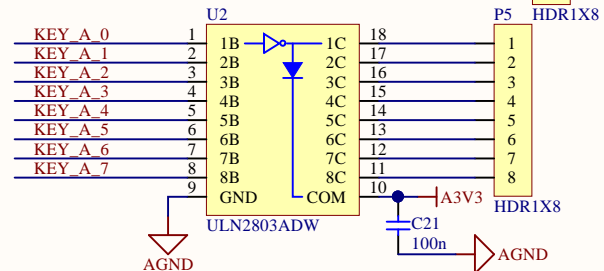 HDR1X8
U2 P5
KEY_A_0 1 1B 1C 18 1
KEY_A_1 2 2B 2C 17 2
KEY_A_2 3 3B 3C 16 3
KEY_A_3 4 4B 4C 15 4
KEY_A_4 5 5B 5C 14 5
KEY_A_5 6 6B 6C 13 6
KEY_A_6 7 7B 7C 12 7
KEY_A_7 8 8B 8C 11 8
9 GND COM 10 A3V3
HDR1X8
ULN2803ADW C21
100n
AGND
AGND